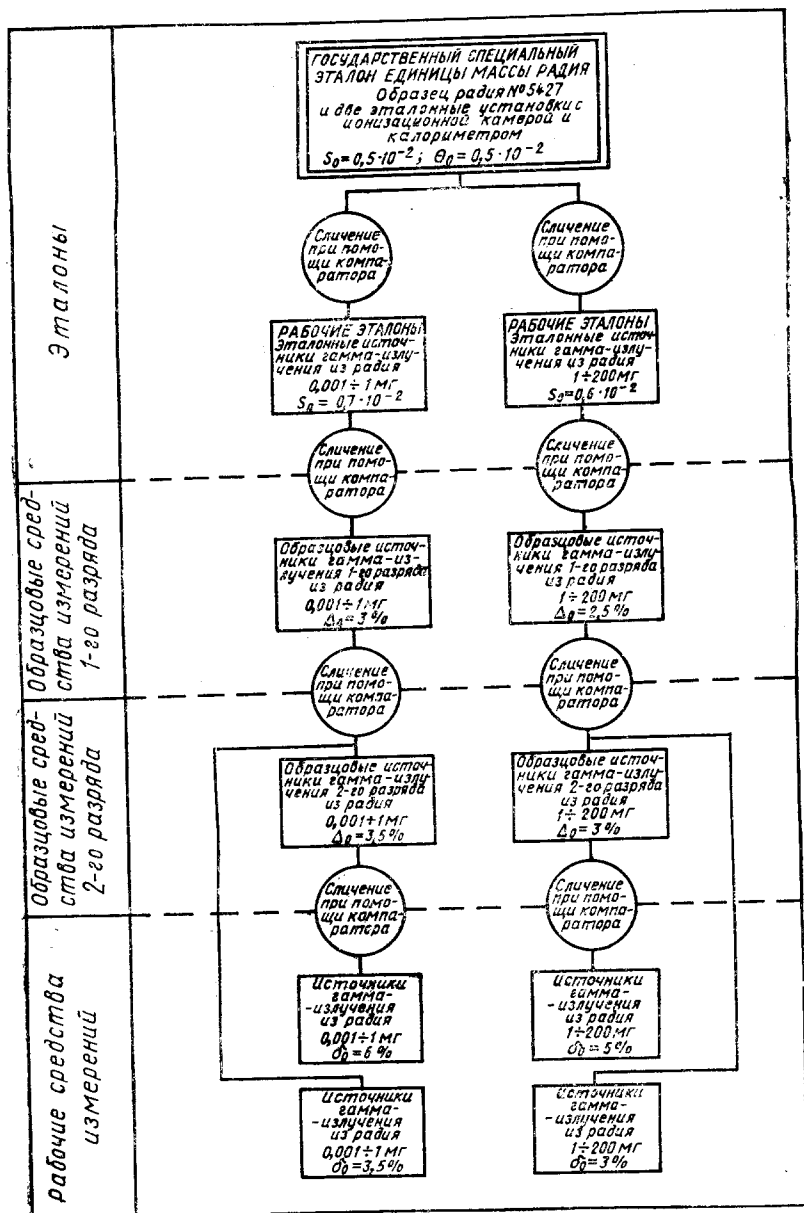 ГОСУДАРСТВЕННЫЙ СПЕЦИАЛЬНЫЙ
ЭТАЛОН ЕДИНИЦЫ МАССЫ РАДИЯ
Образец радия №5427
и две эталонные установки с
ионизационной камерой и
калориметром
S₀=0,5·10⁻²; Θ₀=0,5·10⁻²
Эталоны
Сличение
при помо-
щи компа-
ратора
Сличение
при помо-
щи компа-
ратора
РАБОЧИЕ ЭТАЛОНЫ
Эталонные источ-
ники гамма-излу-
чения из радия
0,001÷1 мг
S₀ = 0,7·10⁻²
РАБОЧИЕ ЭТАЛОНЫ
Эталонные источ-
ники гамма-излу-
чения из радия
1÷200 мг
S₀=0,6·10⁻²
Сличение
при помо-
щи компа-
ратора
Сличение
при помо-
щи компа-
ратора
Образцовые сред-
ства измерений
1-го разряда
Образцовые источ-
ники гамма-из-
лучения 1-го разряда
из радия
0,001÷1 мг
Δ₀=3%
Образцовые источ-
ники гамма-излу-
чения 1-го разряда
из радия
1÷200 мг
Δ₀=2,5%
Сличение
при помо-
щи компа-
ратора
Сличение
при помо-
щи компа-
ратора
Образцовые сред-
ства измерений
2-го разряда
Образцовые источ-
ники гамма-излу-
чения 2-го разряда
из радия
0,001÷1 мг
Δ₀=3,5%
Образцовые источ-
ники гамма-излу-
чения 2-го разряда
из радия
1÷200 мг
Δ₀=3%
Сличение
при помо-
щи компа-
ратора
Сличение
при помо-
щи компа-
ратора
Рабочие средства
измерений
Источники
гамма-
-излучения
из радия
0,001÷1 мг
δ₀=6%
Источники
гамма-
-излучения
из радия
1÷200 мг
δ₀=5%
Источники
гамма-
-излучения
из радия
0,001÷1 мг
δ₀=3,5%
Источники
гамма-
-излучения
из радия
1÷200 мг
δ₀=3%